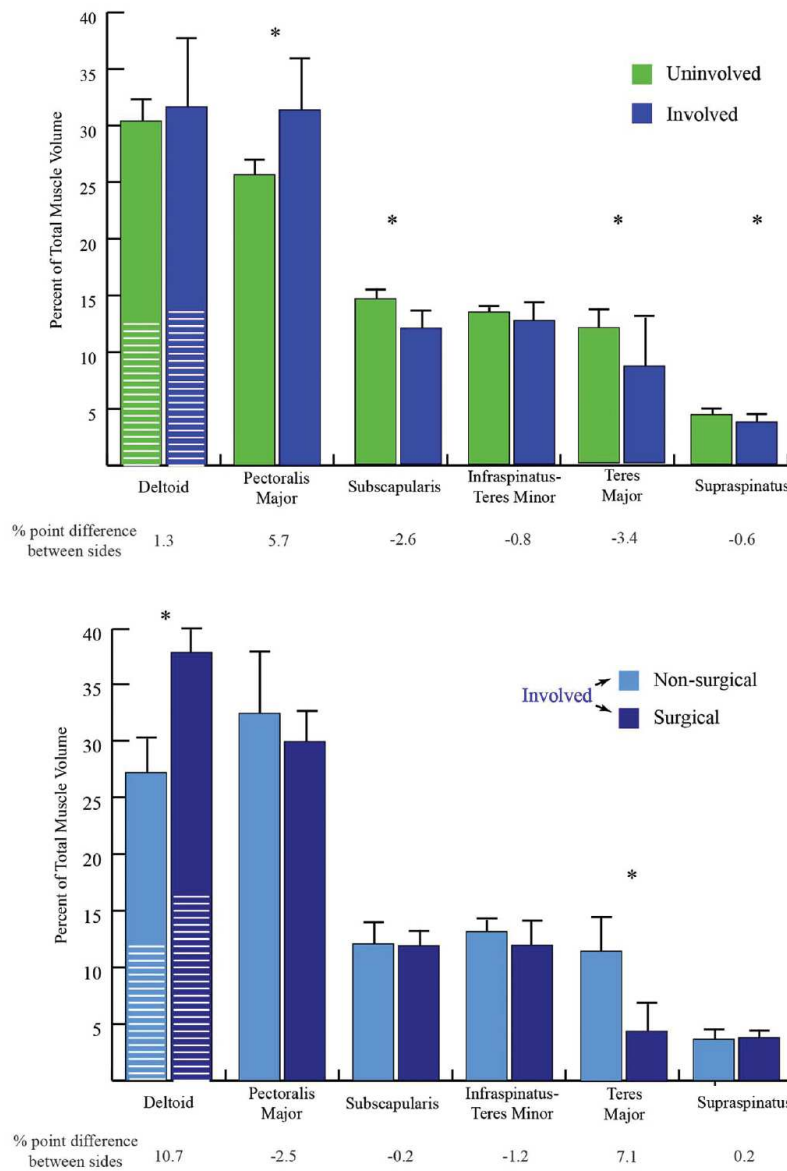 40
35
30
25
20
15
10
5
Percent of Total Muscle Volume
*
*
*
*
Uninvolved
Involved
Deltoid
Pectoralis
Major
Subscapularis
Infraspinatus-
Teres Minor
Teres
Major
Supraspinatus
% point difference
between sides
1.3
5.7
-2.6
-0.8
-3.4
-0.6
40
35
30
25
20
15
10
5
Percent of Total Muscle Volume
*
*
Involved
Non-surgical
Surgical
Deltoid
Pectoralis
Major
Subscapularis
Infraspinatus-
Teres Minor
Teres
Major
Supraspinatus
% point difference
between sides
10.7
-2.5
-0.2
-1.2
7.1
0.2